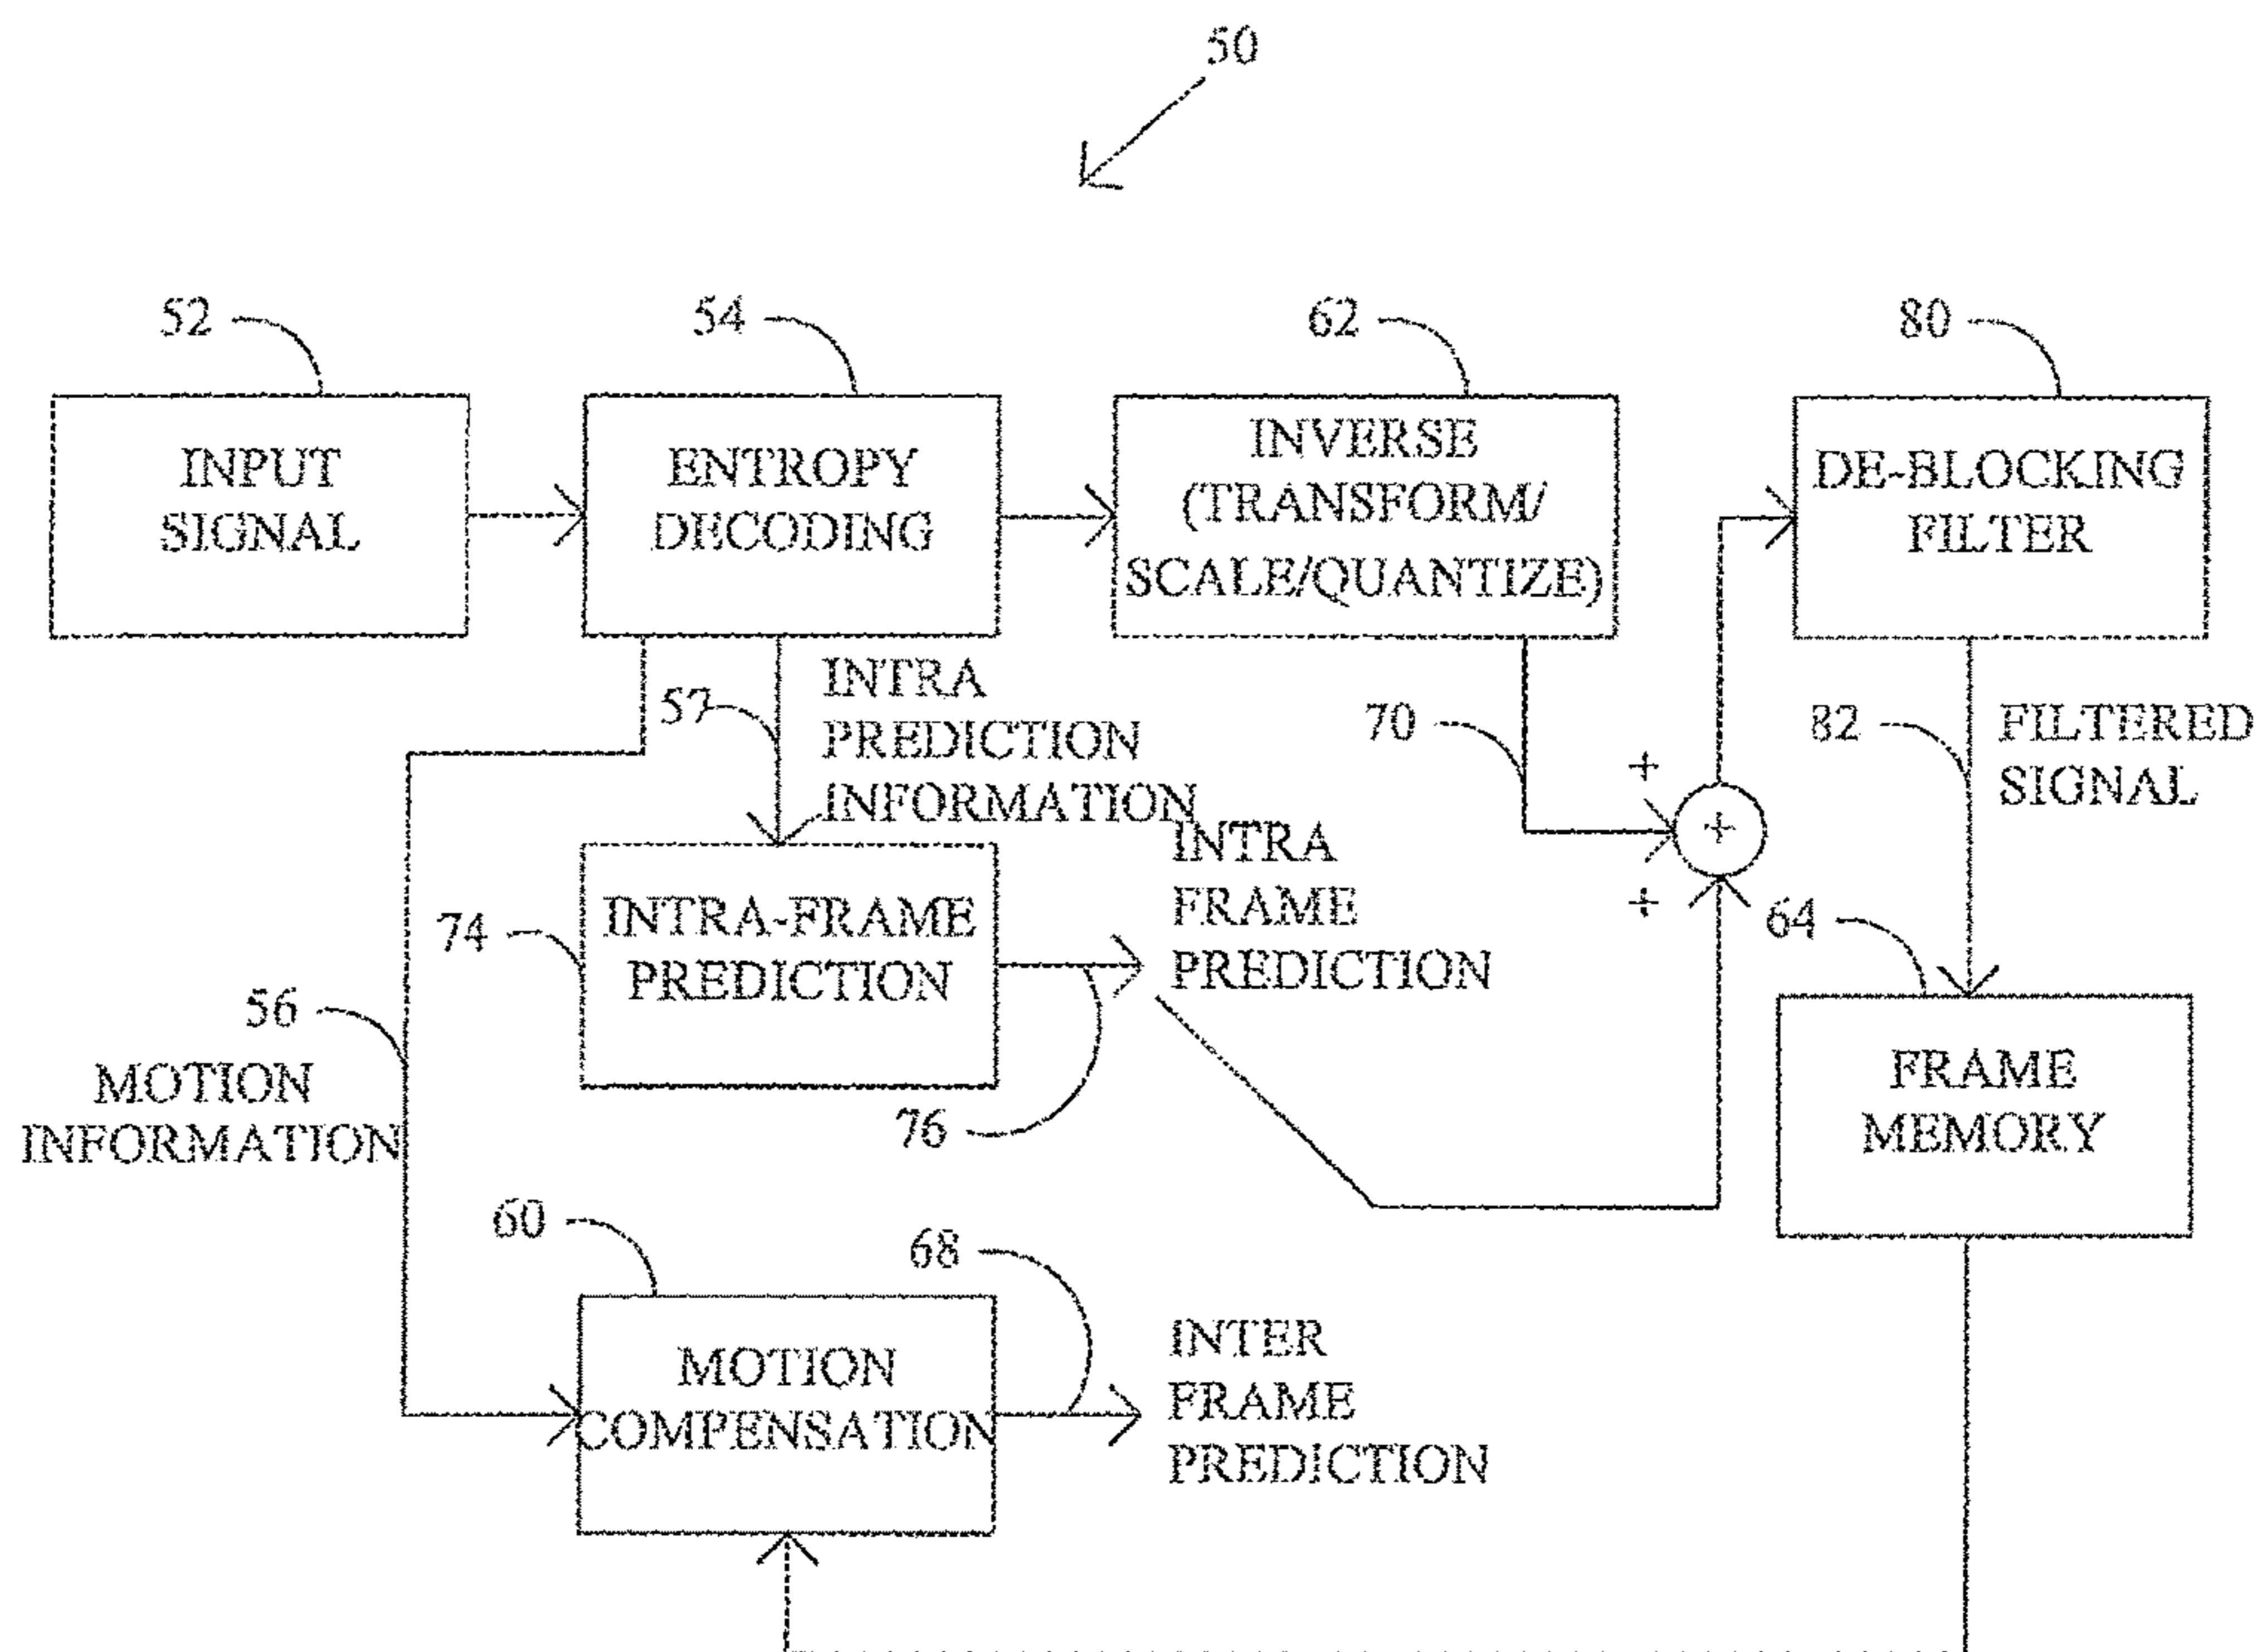 50
52
54
62
80
INPUT
SIGNAL
ENTROPY
DECODING
INVERSE
(TRANSFORM/
SCALE/QUANTIZE)
DE-BLOCKING
FILTER
57
INTRA
PREDICTION
INFORMATION
70
82
FILTERED
SIGNAL
+
+
+
74
INTRA-FRAME
PREDICTION
INTRA
FRAME
PREDICTION
64
56
MOTION
INFORMATION
76
FRAME
MEMORY
60
68
MOTION
COMPENSATION
INTER
FRAME
PREDICTION